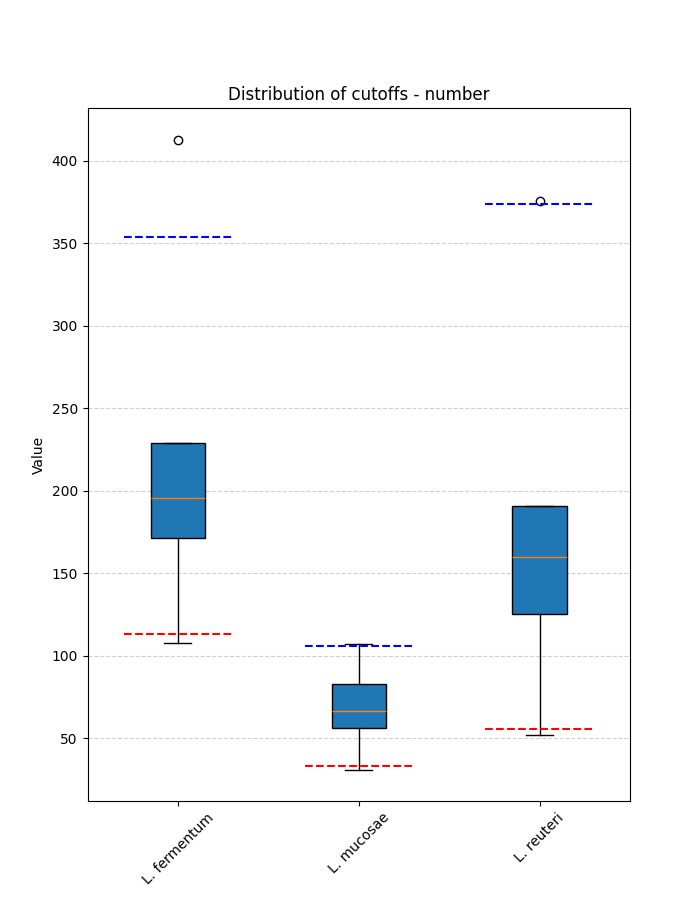 Distribution of cutoffs - number
Value
400
350
300
250
200
150
100
50
L. fermentum
L. mucosae
L. reuteri